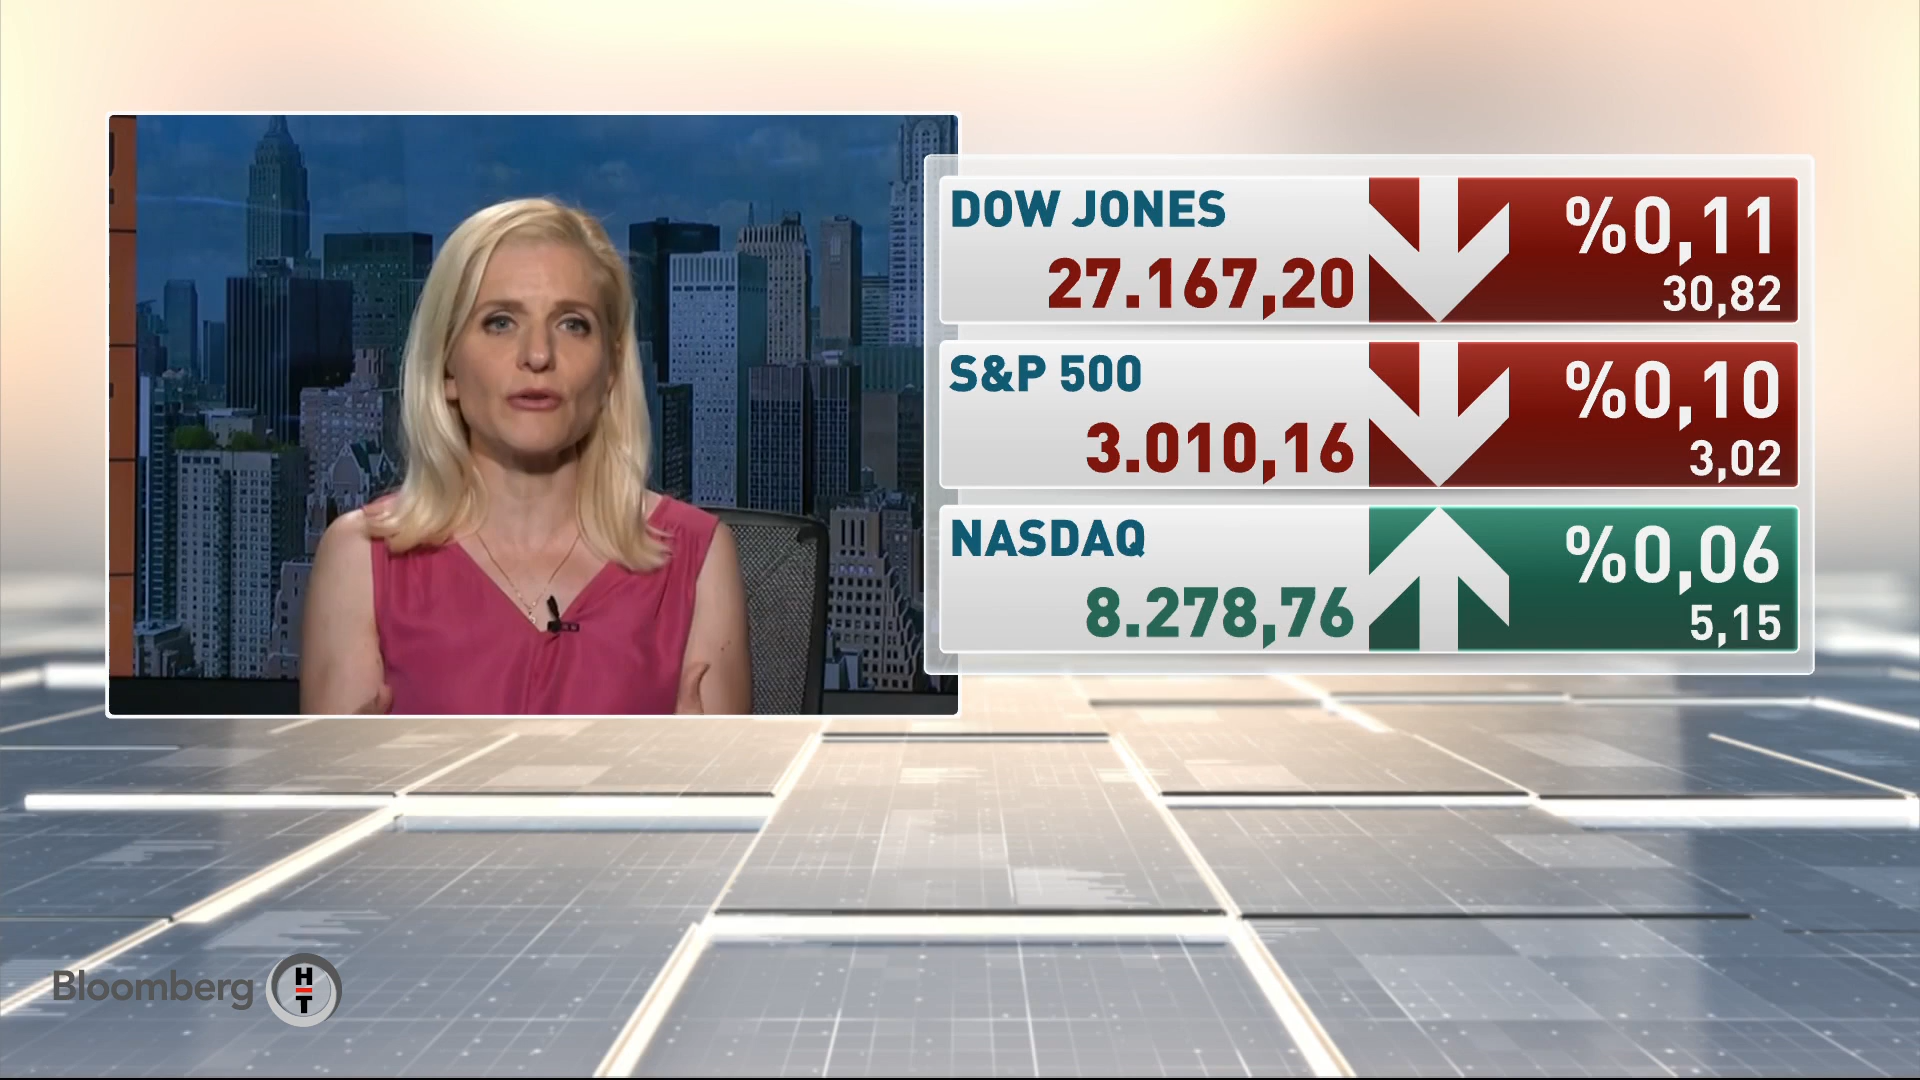 DOW JONES
27.167,20
%0,11
30,82
S&P 500
3.010,16
%0,10
3,02
NASDAQ
8.278,76
%0,06
5,15
Bloomberg HT